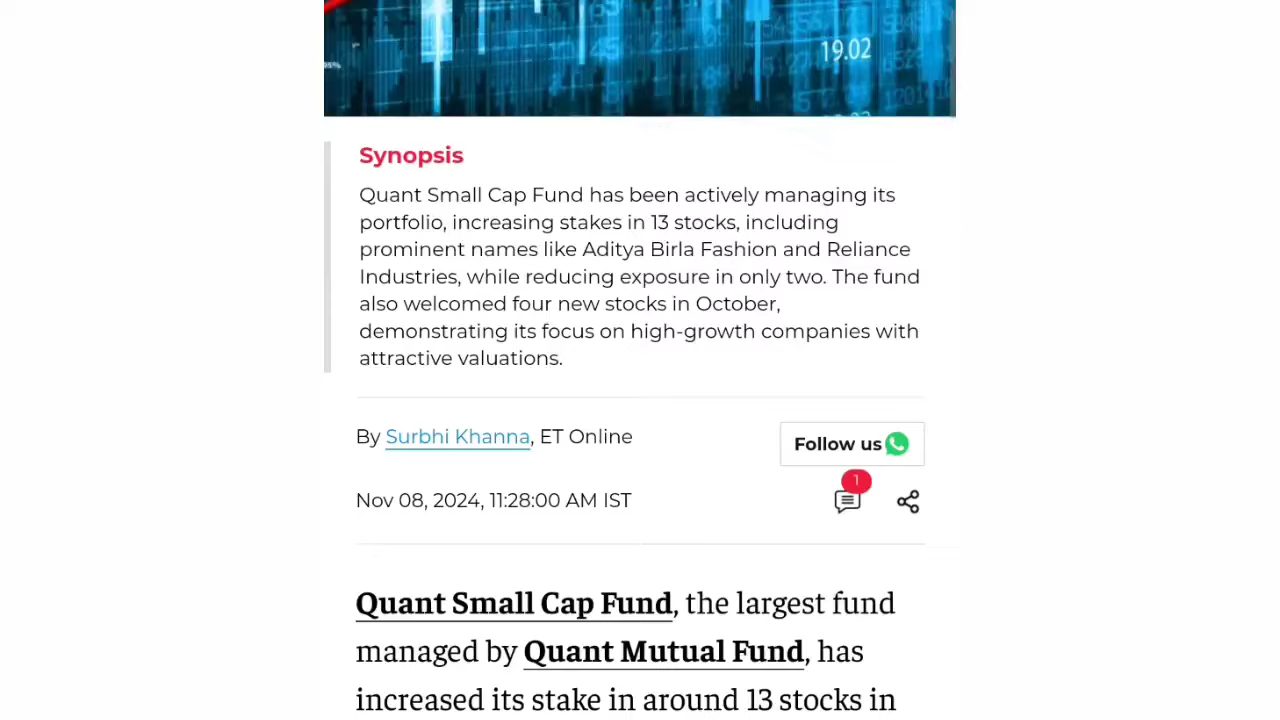 19.02
Synopsis
Quant Small Cap Fund has been actively managing its
portfolio, increasing stakes in 13 stocks, including
prominent names like Aditya Birla Fashion and Reliance
Industries, while reducing exposure in only two. The fund
also welcomed four new stocks in October,
demonstrating its focus on high-growth companies with
attractive valuations.
By Surbhi Khanna, ET Online
Follow us
1
Nov 08, 2024, 11:28:00 AM IST
Quant Small Cap Fund, the largest fund
managed by Quant Mutual Fund, has
increased its stake in around 13 stocks in